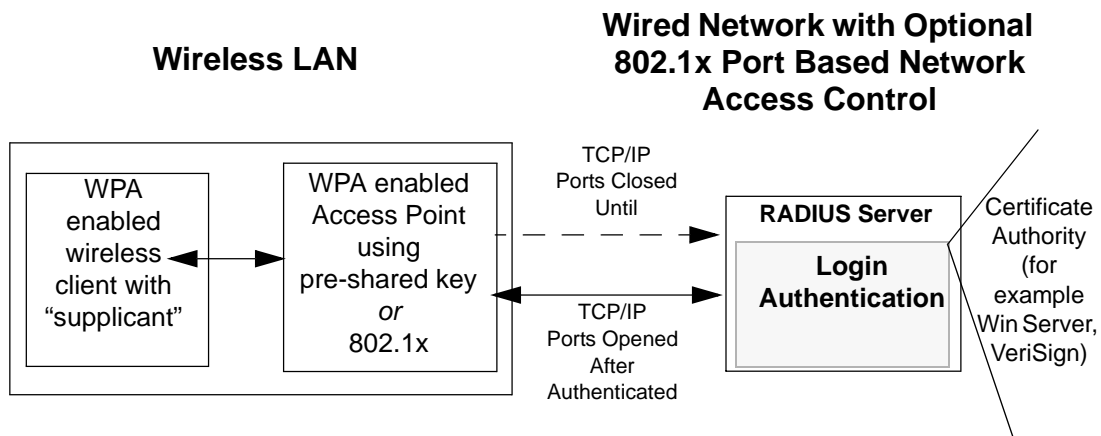 Wireless LAN
Wired Network with Optional
802.1x Port Based Network
Access Control
WPA
enabled
wireless
client with
“supplicant”
WPA enabled
Access Point
using
pre-shared key
or
802.1x
TCP/IP
Ports Closed
Until
TCP/IP
Ports Opened
After
Authenticated
RADIUS Server
Login
Authentication
Certificate
Authority
(for
example
Win Server,
VeriSign)